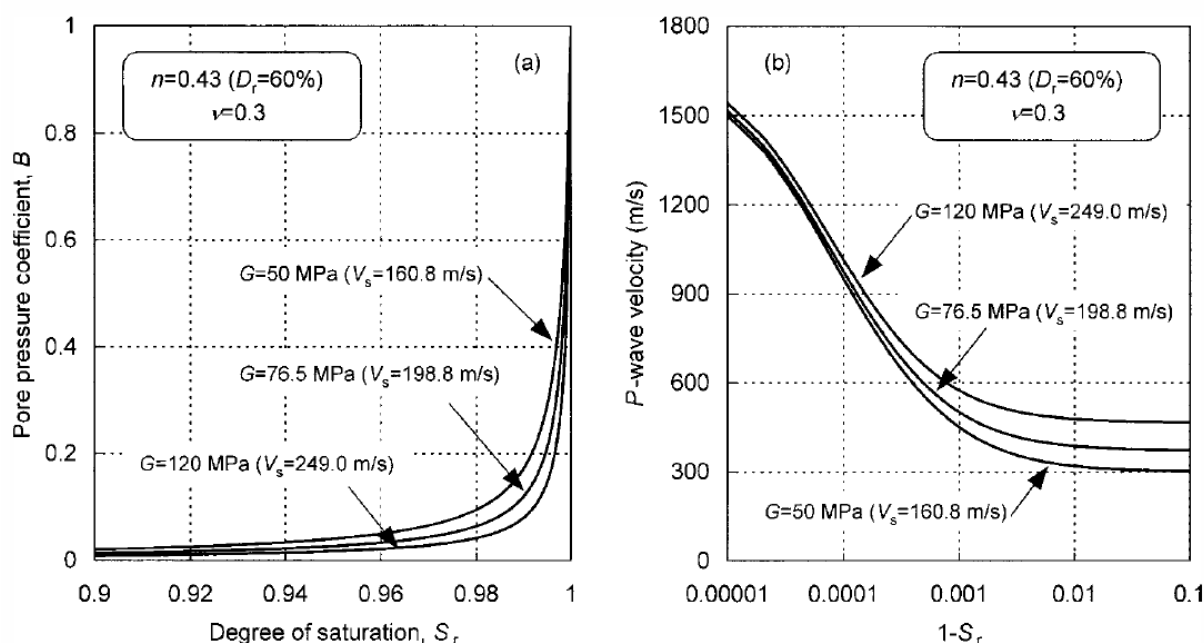 1
0.8
0.6
0.4
0.2
0
Pore pressure coefficient, B
(a)
n=0.43 (Dr=60%)
ν=0.3
G=50 MPa (Vs=160.8 m/s)
G=76.5 MPa (Vs=198.8 m/s)
G=120 MPa (Vs=249.0 m/s)
0.9 0.92 0.94 0.96 0.98 1
Degree of saturation, Sr
1800
1500
1200
900
600
300
0
P-wave velocity (m/s)
(b)
n=0.43 (Dr=60%)
ν=0.3
G=120 MPa (Vs=249.0 m/s)
G=76.5 MPa (Vs=198.8 m/s)
G=50 MPa (Vs=160.8 m/s)
0.00001 0.0001 0.001 0.01 0.1
1-Sr